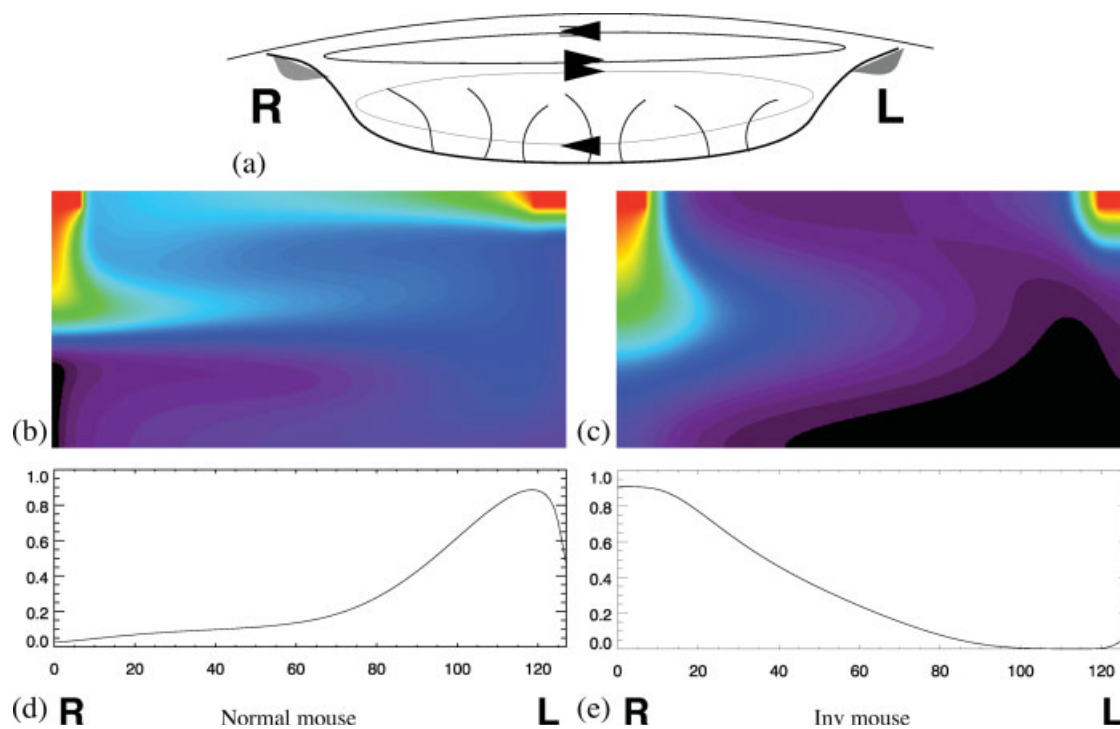 R L
(a)
(b) (c)
1.0 1.0
0.8 0.8
0.6 0.6
0.4 0.4
0.2 0.2
0.0 0.0
0 20 40 60 80 100 120 0 20 40 60 80 100 120
(d) R Normal mouse L (e) R Inv mouse L